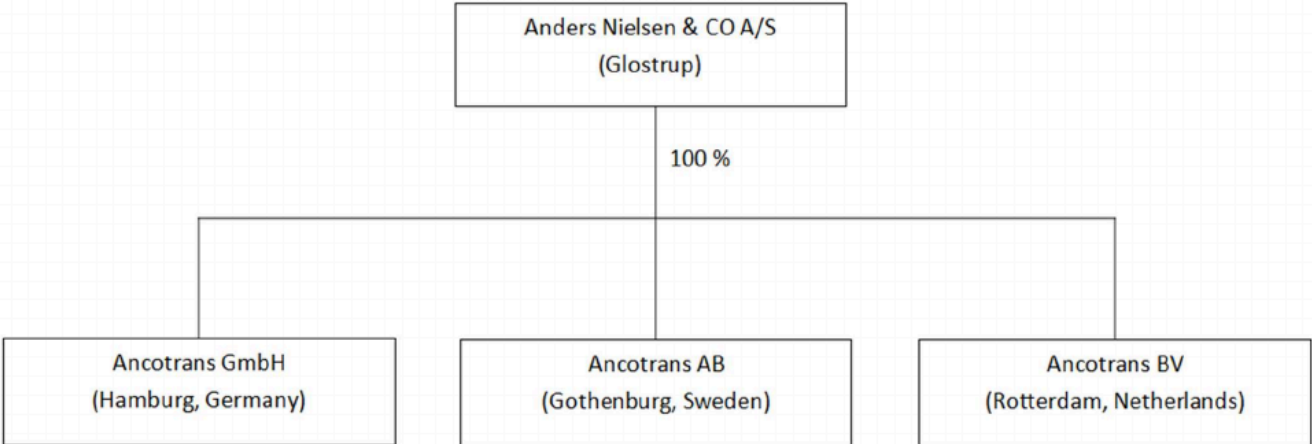 Anders Nielsen & CO A/S
(Glostrup)
100 %
Ancotrans GmbH
(Hamburg, Germany)
Ancotrans AB
(Gothenburg, Sweden)
Ancotrans BV
(Rotterdam, Netherlands)